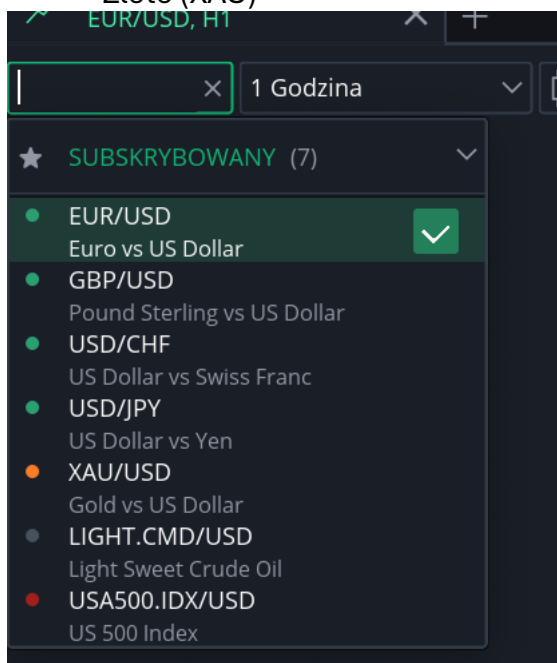 Złoto (XAU)
EUR/USD, H1
1 Godzina
SUBSKRYBOWANY (7)
EUR/USD
Euro vs US Dollar
GBP/USD
Pound Sterling vs US Dollar
USD/CHF
US Dollar vs Swiss Franc
USD/JPY
US Dollar vs Yen
XAU/USD
Gold vs US Dollar
LIGHT.CMD/USD
Light Sweet Crude Oil
USA500.IDX/USD
US 500 Index